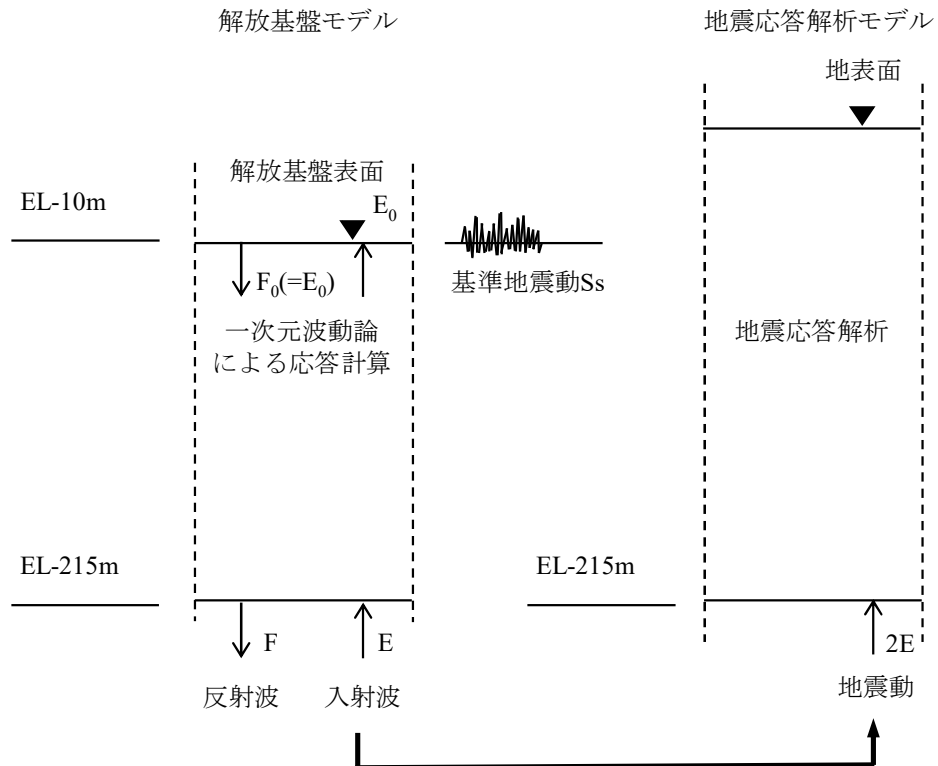 解放基盤モデル
地震応答解析モデル
地表面
解放基盤表面
EL-10m
E₀
F₀(=E₀)
基準地震動Ss
一次元波動論
による応答計算
地震応答解析
EL-215m
EL-215m
F
E
2E
反射波
入射波
地震動